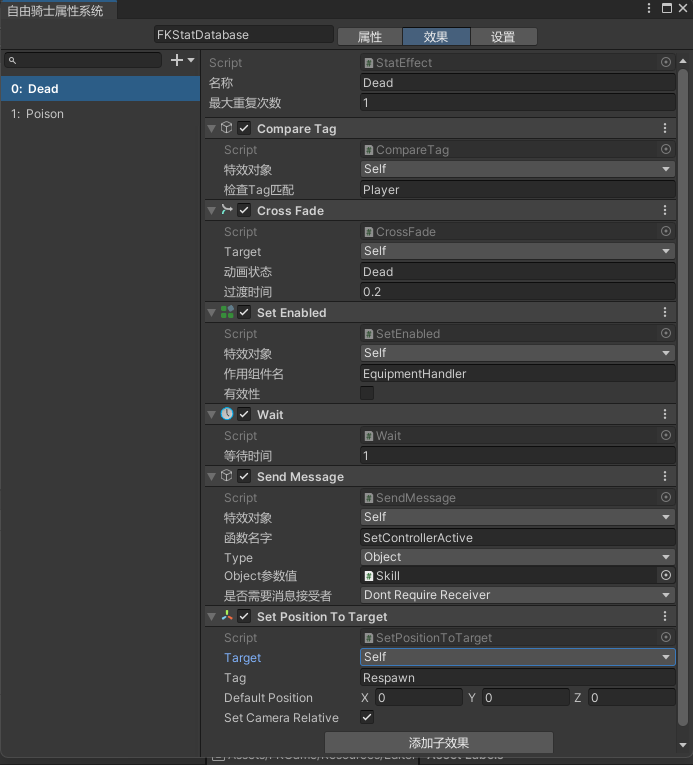 自由骑士属性系统
FKStatDatabase 属性 效果 设置
0: Dead
1: Poison
Script StatEffect
名称 Dead
最大重复次数 1
Compare Tag
Script CompareTag
特效对象 Self
检查Tag匹配 Player
Cross Fade
Script CrossFade
Target Self
动画状态 Dead
过渡时间 0.2
Set Enabled
Script SetEnabled
特效对象 Self
作用组件名 EquipmentHandler
有效性
Wait
Script Wait
等待时间 1
Send Message
Script SendMessage
特效对象 Self
函数名字 SetControllerActive
Type Object
Object参数值 Skill
是否需要消息接受者 Dont Require Receiver
Set Position To Target
Script SetPositionToTarget
Target Self
Tag Respawn
Default Position X 0 Y 0 Z 0
Set Camera Relative
添加子效果